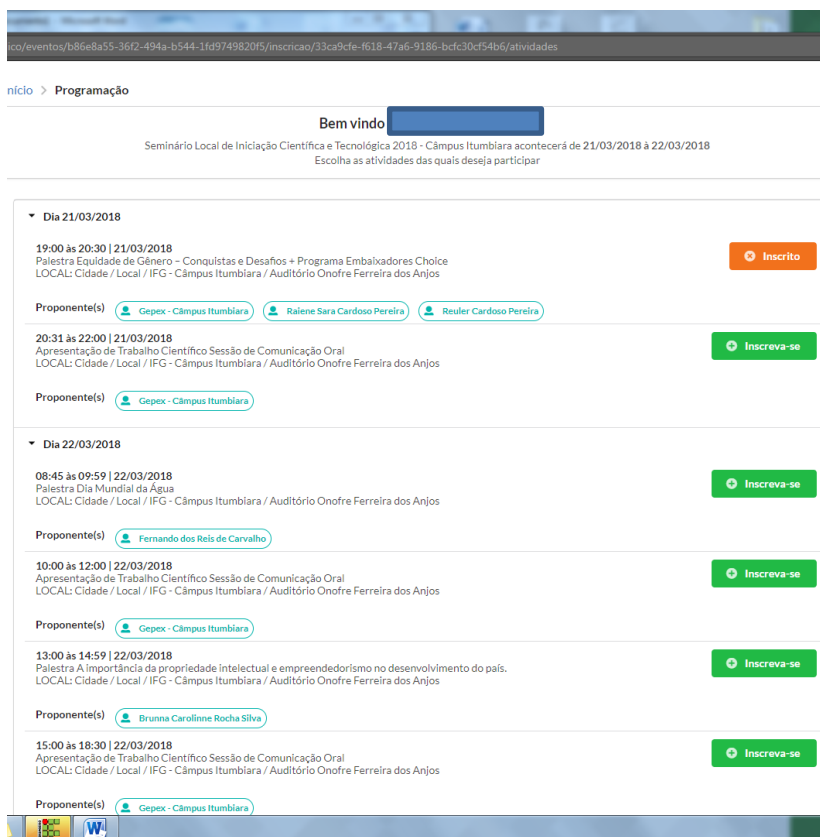 ico/eventos/b86e8a55-36f2-494a-b544-1fd9749820f5/inscricao/33ca9cfe-f618-47a6-9186-bcfc30cf54b6/atividades
nício > Programação
Bem vindo
Seminário Local de Iniciação Científica e Tecnológica 2018 - Câmpus Itumbiara acontecerá de 21/03/2018 à 22/03/2018
Escolha as atividades das quais deseja participar
Dia 21/03/2018
19:00 às 20:30 | 21/03/2018
Palestra Equidade de Gênero – Conquistas e Desafios + Programa Embaixadores Choice
LOCAL: Cidade / Local / IFG - Câmpus Itumbiara / Auditório Onofre Ferreira dos Anjos
Inscrito
Proponente(s) Gepex - Câmpus Itumbiara Raiene Sara Cardoso Pereira Reuler Cardoso Pereira
20:31 às 22:00 | 21/03/2018
Apresentação de Trabalho Científico Sessão de Comunicação Oral
LOCAL: Cidade / Local / IFG - Câmpus Itumbiara / Auditório Onofre Ferreira dos Anjos
Inscreva-se
Proponente(s) Gepex - Câmpus Itumbiara
Dia 22/03/2018
08:45 às 09:59 | 22/03/2018
Palestra Dia Mundial da Água
LOCAL: Cidade / Local / IFG - Câmpus Itumbiara / Auditório Onofre Ferreira dos Anjos
Inscreva-se
Proponente(s) Fernando dos Reis de Carvalho
10:00 às 12:00 | 22/03/2018
Apresentação de Trabalho Científico Sessão de Comunicação Oral
LOCAL: Cidade / Local / IFG - Câmpus Itumbiara / Auditório Onofre Ferreira dos Anjos
Inscreva-se
Proponente(s) Gepex - Câmpus Itumbiara
13:00 às 14:59 | 22/03/2018
Palestra A importância da propriedade intelectual e empreendedorismo no desenvolvimento do país.
LOCAL: Cidade / Local / IFG - Câmpus Itumbiara / Auditório Onofre Ferreira dos Anjos
Inscreva-se
Proponente(s) Brunna Carolinne Rocha Silva
15:00 às 18:30 | 22/03/2018
Apresentação de Trabalho Científico Sessão de Comunicação Oral
LOCAL: Cidade / Local / IFG - Câmpus Itumbiara / Auditório Onofre Ferreira dos Anjos
Inscreva-se
Proponente(s) Gepex - Câmpus Itumbiara